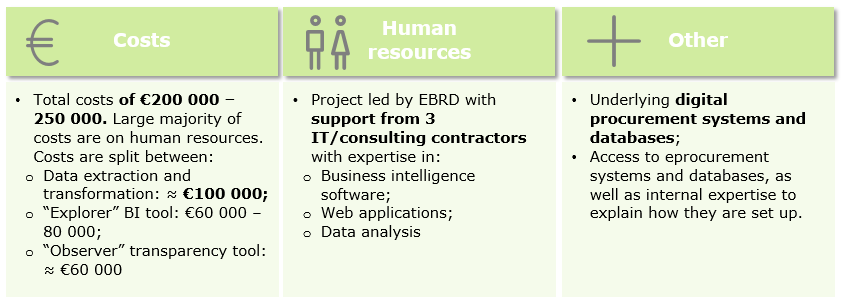 Costs
• Total costs of €200 000 –
250 000. Large majority of
costs are on human resources.
Costs are split between:
o Data extraction and
transformation: ≈ €100 000;
o “Explorer” BI tool: €60 000 –
80 000;
o “Observer” transparency tool:
≈ €60 000
Human
resources
• Project led by EBRD with
support from 3
IT/consulting contractors
with expertise in:
o Business intelligence
software;
o Web applications;
o Data analysis
Other
• Underlying digital
procurement systems and
databases;
• Access to eprocurement
systems and databases, as
well as internal expertise to
explain how they are set up.